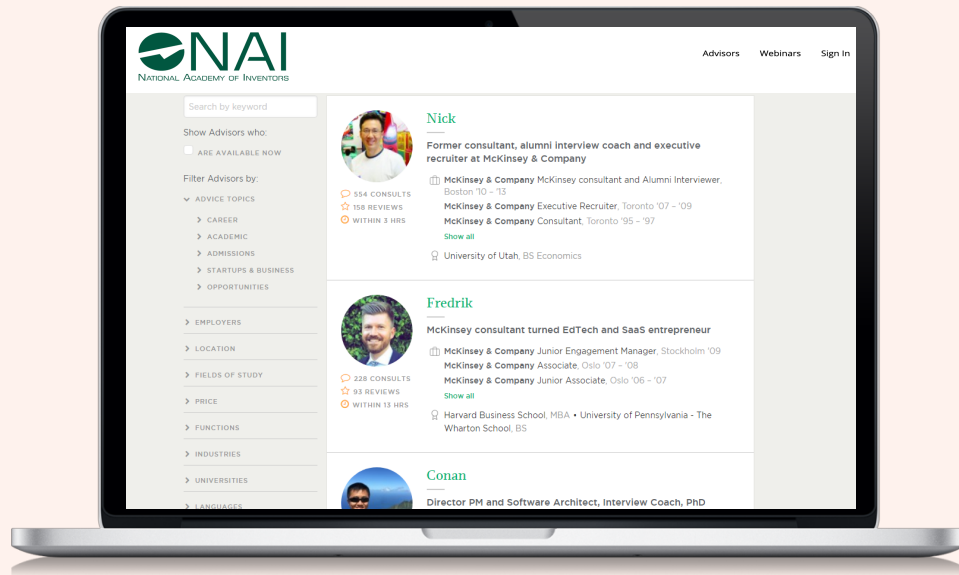 NAI
NATIONAL ACADEMY OF INVENTORS
Advisors Webinars Sign In
Search by keyword
Show Advisors who:
ARE AVAILABLE NOW
Filter Advisors by:
ADVICE TOPICS
CAREER
ACADEMIC
ADMISSIONS
STARTUPS & BUSINESS
OPPORTUNITIES
EMPLOYERS
LOCATION
FIELDS OF STUDY
PRICE
FUNCTIONS
INDUSTRIES
UNIVERSITIES
LANGUAGES
554 CONSULTS
158 REVIEWS
WITHIN 3 HRS
Nick
Former consultant, alumni interview coach and executive
recruiter at McKinsey & Company
McKinsey & Company McKinsey consultant and Alumni Interviewer,
Boston '10 – '13
McKinsey & Company Executive Recruiter, Toronto '07 – '09
McKinsey & Company Consultant, Toronto '95 – '97
Show all
University of Utah, BS Economics
228 CONSULTS
93 REVIEWS
WITHIN 13 HRS
Fredrik
McKinsey consultant turned EdTech and SaaS entrepreneur
McKinsey & Company Junior Engagement Manager, Stockholm '09
McKinsey & Company Associate, Oslo '07 – '08
McKinsey & Company Junior Associate, Oslo '06 – '07
Show all
Harvard Business School, MBA • University of Pennsylvania - The
Wharton School, BS
Conan
Director PM and Software Architect, Interview Coach, PhD